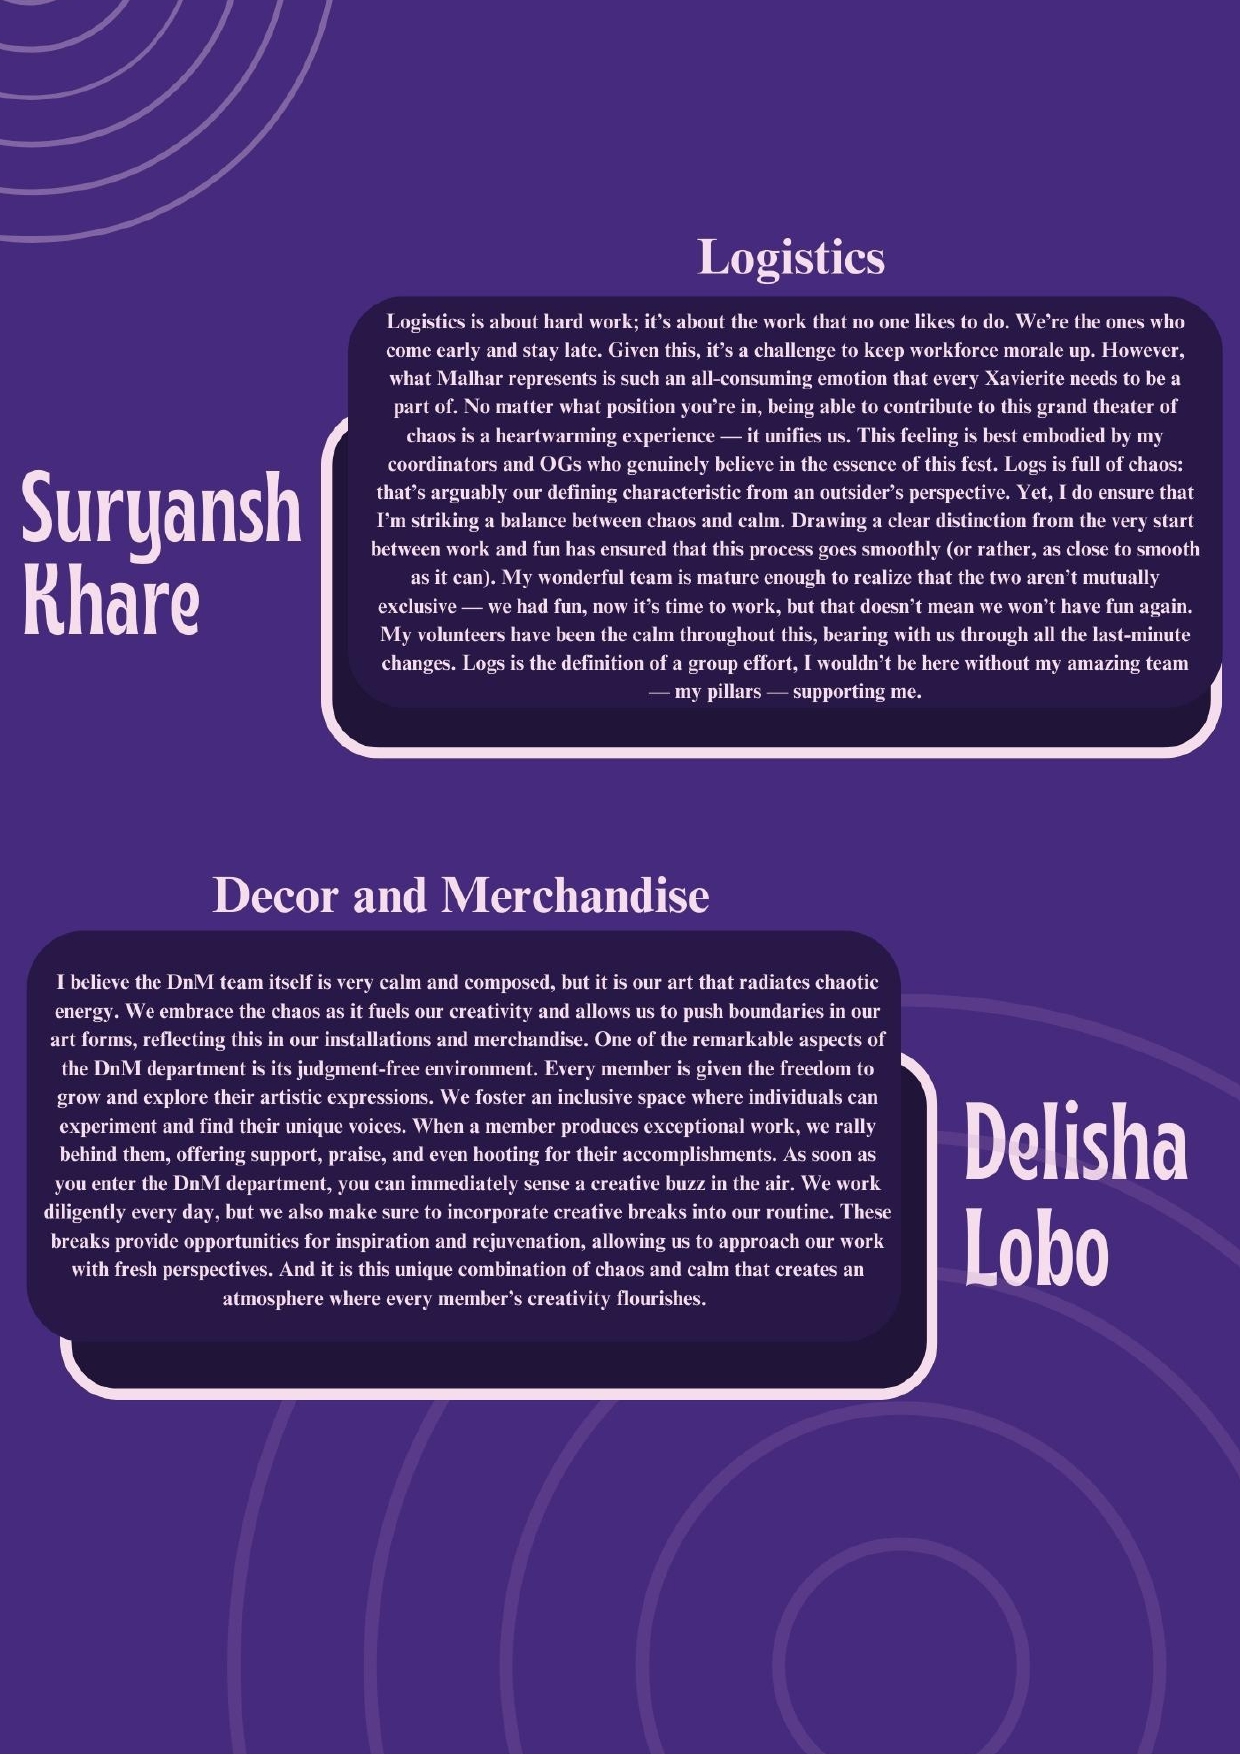 Logistics
Logistics is about hard work; it’s about the work that no one likes to do. We’re the ones who
come early and stay late. Given this, it’s a challenge to keep workforce morale up. However,
what Malhar represents is such an all-consuming emotion that every Xavierite needs to be a
part of. No matter what position you’re in, being able to contribute to this grand theater of
chaos is a heartwarming experience — it unifies us. This feeling is best embodied by my
coordinators and OGs who genuinely believe in the essence of this fest. Logs is full of chaos:
that’s arguably our defining characteristic from an outsider’s perspective. Yet, I do ensure that
I’m striking a balance between chaos and calm. Drawing a clear distinction from the very start
between work and fun has ensured that this process goes smoothly (or rather, as close to smooth
as it can). My wonderful team is mature enough to realize that the two aren’t mutually
exclusive — we had fun, now it’s time to work, but that doesn’t mean we won’t have fun again.
My volunteers have been the calm throughout this, bearing with us through all the last-minute
changes. Logs is the definition of a group effort, I wouldn’t be here without my amazing team
— my pillars — supporting me.
Suryansh
Khare
Decor and Merchandise
I believe the DnM team itself is very calm and composed, but it is our art that radiates chaotic
energy. We embrace the chaos as it fuels our creativity and allows us to push boundaries in our
art forms, reflecting this in our installations and merchandise. One of the remarkable aspects of
the DnM department is its judgment-free environment. Every member is given the freedom to
grow and explore their artistic expressions. We foster an inclusive space where individuals can
experiment and find their unique voices. When a member produces exceptional work, we rally
behind them, offering support, praise, and even hooting for their accomplishments. As soon as
you enter the DnM department, you can immediately sense a creative buzz in the air. We work
diligently every day, but we also make sure to incorporate creative breaks into our routine. These
breaks provide opportunities for inspiration and rejuvenation, allowing us to approach our work
with fresh perspectives. And it is this unique combination of chaos and calm that creates an
atmosphere where every member’s creativity flourishes.
Delisha
Lobo